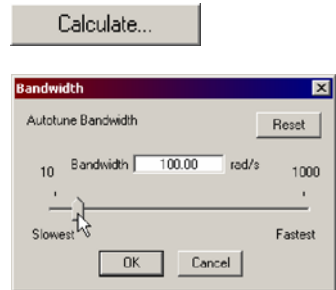 Calculate...
Bandwidth
Autotune Bandwidth
Reset
Bandwidth 100.00 rad/s
10 1000
Slowest Fastest
OK Cancel